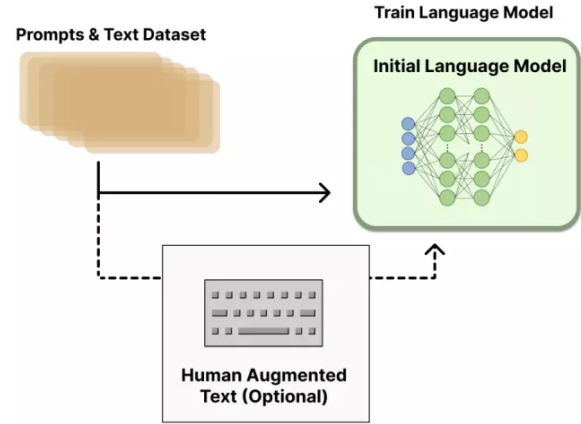 Train Language Model
Prompts & Text Dataset
Initial Language Model
Human Augmented
Text (Optional)